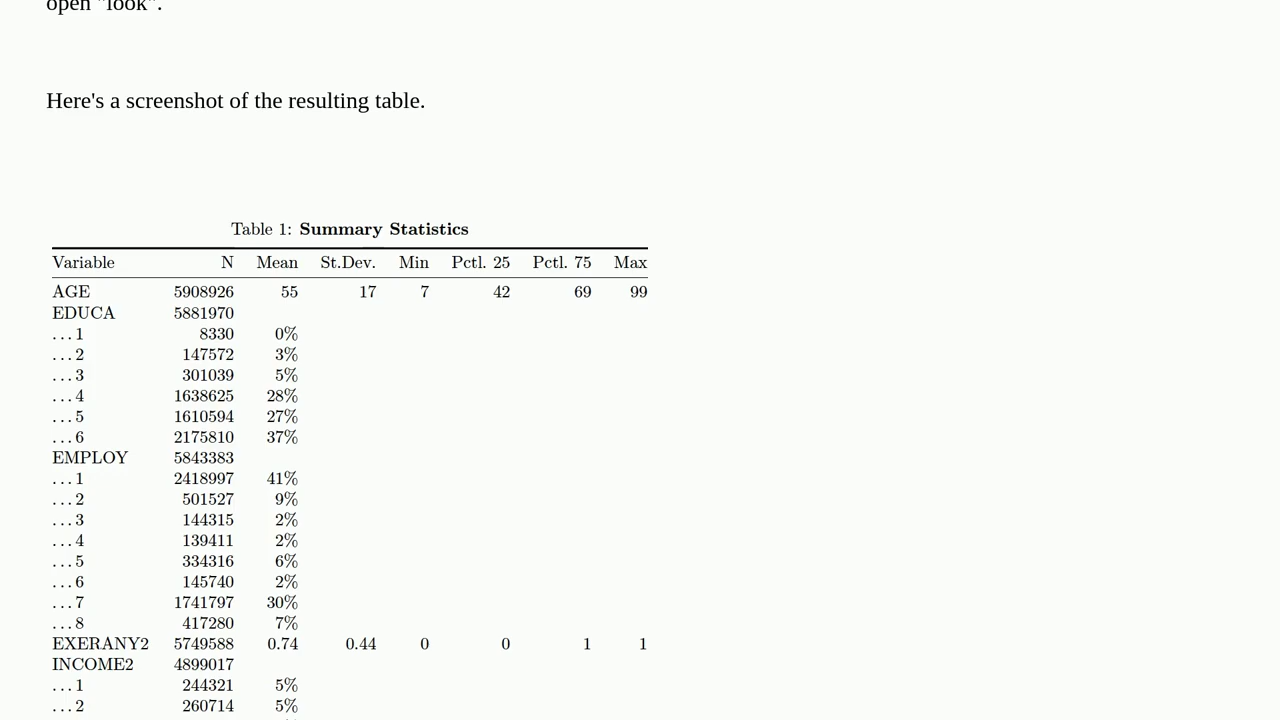 open "look".
Here's a screenshot of the resulting table.
Table 1: Summary Statistics
Variable N Mean St.Dev. Min Pctl. 25 Pctl. 75 Max
AGE 5908926 55 17 7 42 69 99
EDUCA 5881970
...1 8330 0%
...2 147572 3%
...3 301039 5%
...4 1638625 28%
...5 1610594 27%
...6 2175810 37%
EMPLOY 5843383
...1 2418997 41%
...2 501527 9%
...3 144315 2%
...4 139411 2%
...5 334316 6%
...6 145740 2%
...7 1741797 30%
...8 417280 7%
EXERANY2 5749588 0.74 0.44 0 0 1 1
INCOME2 4899017
...1 244321 5%
...2 260714 5%